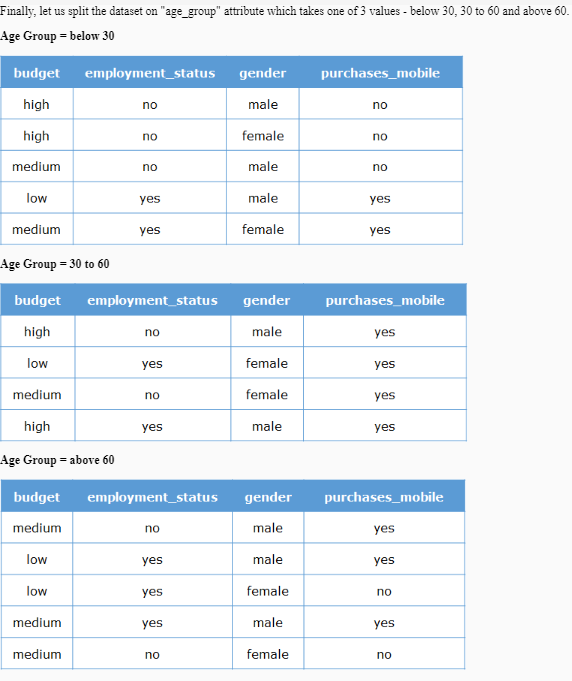 Finally, let us split the dataset on "age_group" attribute which takes one of 3 values - below 30, 30 to 60 and above 60.
Age Group = below 30
budget employment_status gender purchases_mobile
high no male no
high no female no
medium no male no
low yes male yes
medium yes female yes
Age Group = 30 to 60
budget employment_status gender purchases_mobile
high no male yes
low yes female yes
medium no female yes
high yes male yes
Age Group = above 60
budget employment_status gender purchases_mobile
medium no male yes
low yes male yes
low yes female no
medium yes male yes
medium no female no